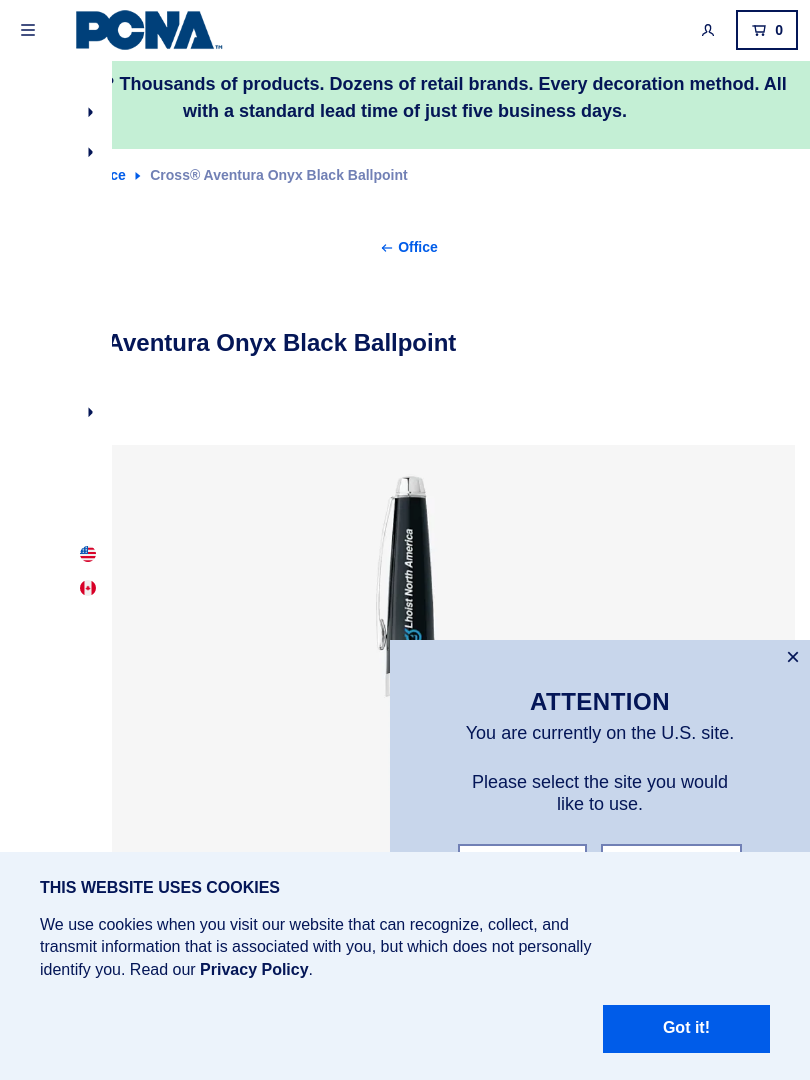 PCNA
TM
0
? Thousands of products. Dozens of retail brands. Every decoration method. All
with a standard lead time of just five business days.
ce
Cross® Aventura Onyx Black Ballpoint
Office
Aventura Onyx Black Ballpoint
Lhoist North America
ATTENTION
You are currently on the U.S. site.
Please select the site you would
like to use.
THIS WEBSITE USES COOKIES
We use cookies when you visit our website that can recognize, collect, and
transmit information that is associated with you, but which does not personally
identify you. Read our Privacy Policy.
Got it!